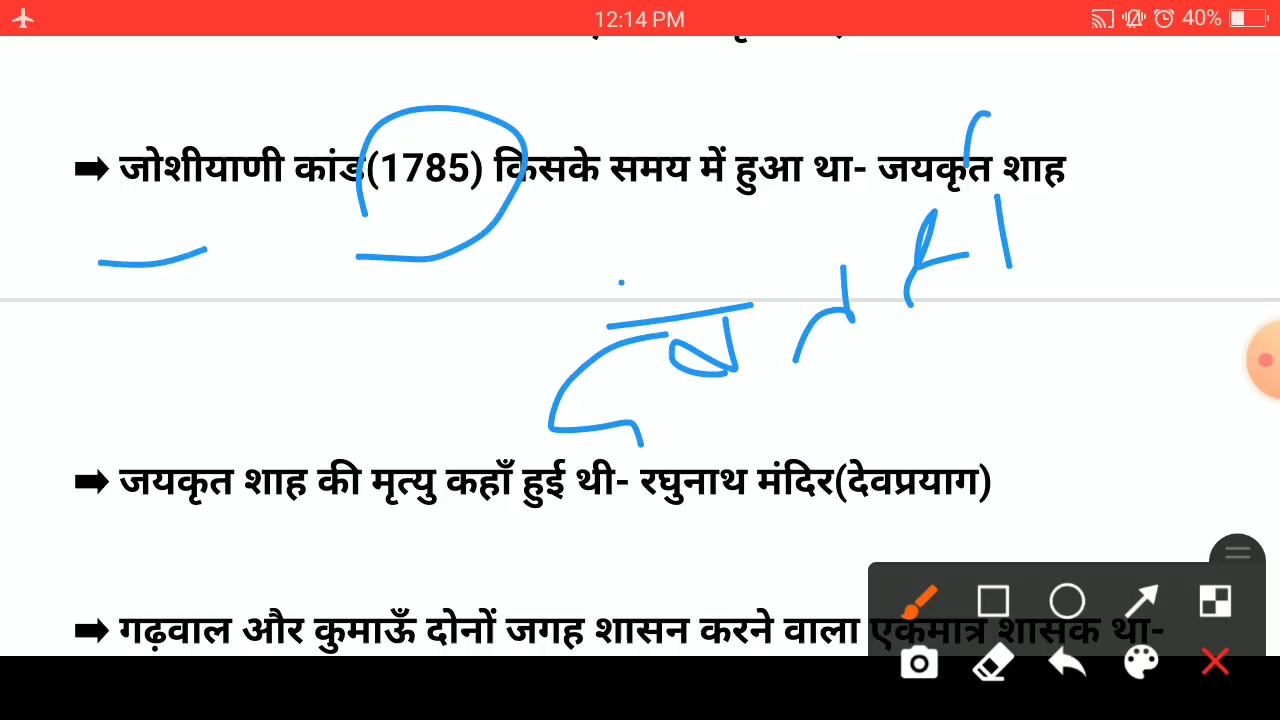 12:14 PM
40%
➡ जोशीयाणी कांड(1785) किसके समय में हुआ था- जयकृत शाह
➡ जयकृत शाह की मृत्यु कहाँ हुई थी- रघुनाथ मंदिर(देवप्रयाग)
➡ गढ़वाल और कुमाऊँ दोनों जगह शासन करने वाला एकमात्र शासक था-